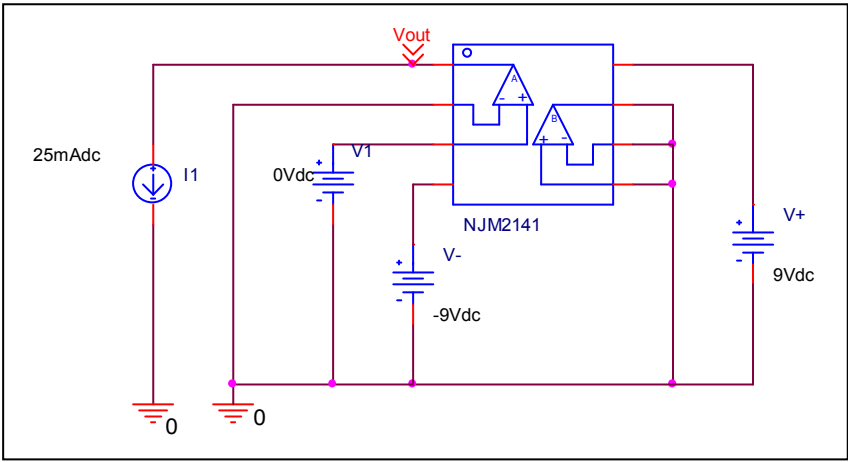 Vout
A
- +
B
+ -
25mAdc
+
-
I1
V1
+
0Vdc
-
NJM2141
V-
+
-
-9Vdc
V+
+
-
9Vdc
0
0